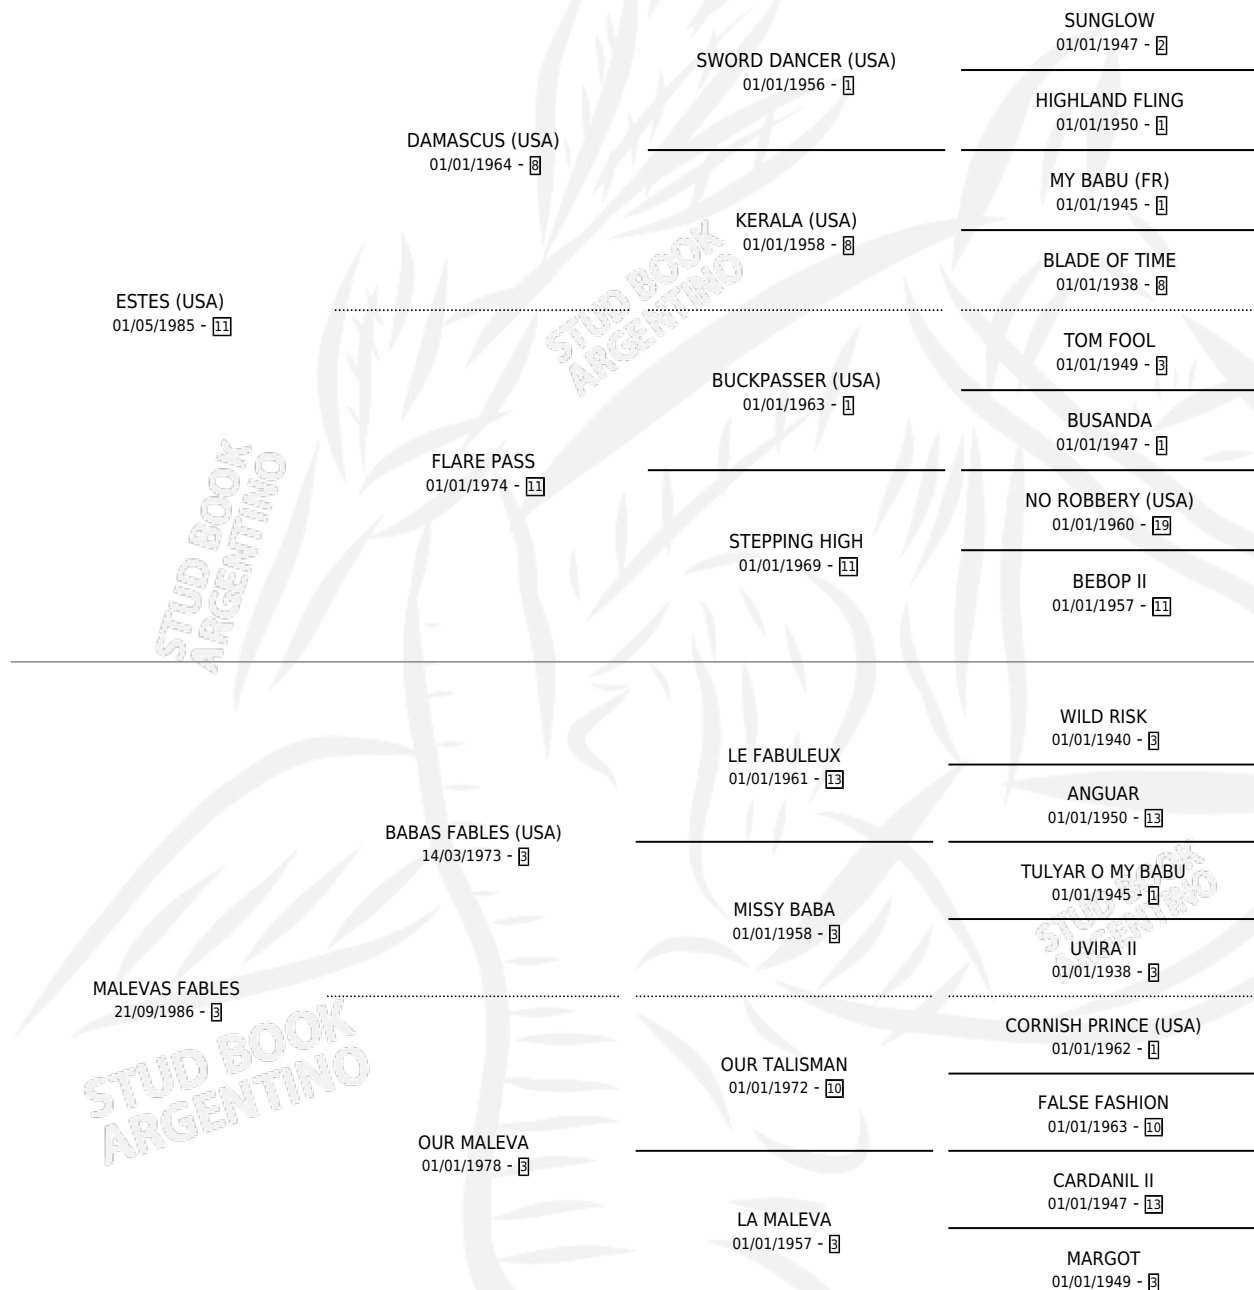 SUNGLOW
01/01/1947 - 2
SWORD DANCER (USA)
01/01/1956 - 1
HIGHLAND FLING
01/01/1950 - 1
DAMASCUS (USA)
01/01/1964 - 8
MY BABU (FR)
01/01/1945 - 1
KERALA (USA)
01/01/1958 - 8
BLADE OF TIME
01/01/1938 - 8
ESTES (USA)
01/05/1985 - 11
TOM FOOL
01/01/1949 - 3
BUCKPASSER (USA)
01/01/1963 - 1
BUSANDA
01/01/1947 - 1
FLARE PASS
01/01/1974 - 11
NO ROBBERY (USA)
01/01/1960 - 19
STEPPING HIGH
01/01/1969 - 11
BEBOP II
01/01/1957 - 11
WILD RISK
01/01/1940 - 3
LE FABULEUX
01/01/1961 - 13
ANGUAR
01/01/1950 - 13
BABAS FABLES (USA)
14/03/1973 - 3
TULYAR O MY BABU
01/01/1945 - 1
MISSY BABA
01/01/1958 - 3
UVIRA II
01/01/1938 - 3
MALEVAS FABLES
21/09/1986 - 3
CORNISH PRINCE (USA)
01/01/1962 - 1
OUR TALISMAN
01/01/1972 - 10
FALSE FASHION
01/01/1963 - 10
OUR MALEVA
01/01/1978 - 3
CARDANIL II
01/01/1947 - 13
LA MALEVA
01/01/1957 - 3
MARGOT
01/01/1949 - 3
STUD BOOK
ARGENTINO
STUD BOOK
ARGENTINO
STUD BOOK
ARGENTINO
STUD BOOK
ARGENTINO